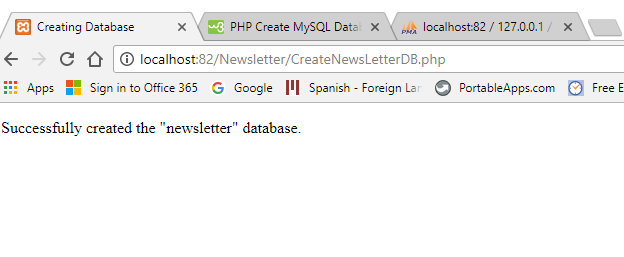 Creating Database PHP Create MySQL Data localhost:82 / 127.0.0.1 /
localhost:82/Newsletter/CreateNewsLetterDB.php
Apps Sign in to Office 365 Google Spanish - Foreign Lan PortableApps.com Free E
Successfully created the "newsletter" database.